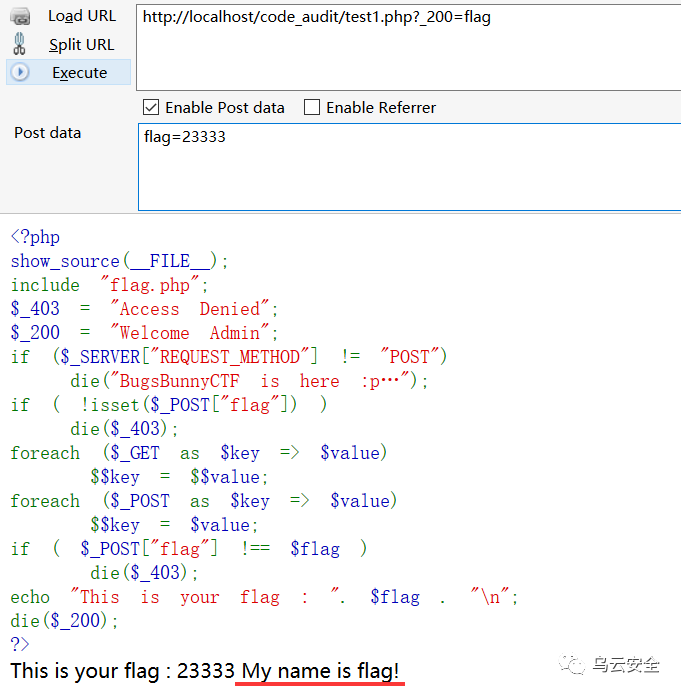 Load URL
http://localhost/code_audit/test1.php?_200=flag
Split URL
Execute
Enable Post data Enable Referrer
Post data
flag=23333
<?php
show_source(__FILE__);
include "flag.php";
$_403 = "Access Denied";
$_200 = "Welcome Admin";
if ($_SERVER["REQUEST_METHOD"] != "POST")
die("BugsBunnyCTF is here :p…");
if ( !isset($_POST["flag"]) )
die($_403);
foreach ($_GET as $key => $value)
$$key = $$value;
foreach ($_POST as $key => $value)
$$key = $value;
if ( $_POST["flag"] !== $flag )
die($_403);
echo "This is your flag : ". $flag . "\n";
die($_200);
?>
This is your flag : 23333 My name is flag!
乌云安全